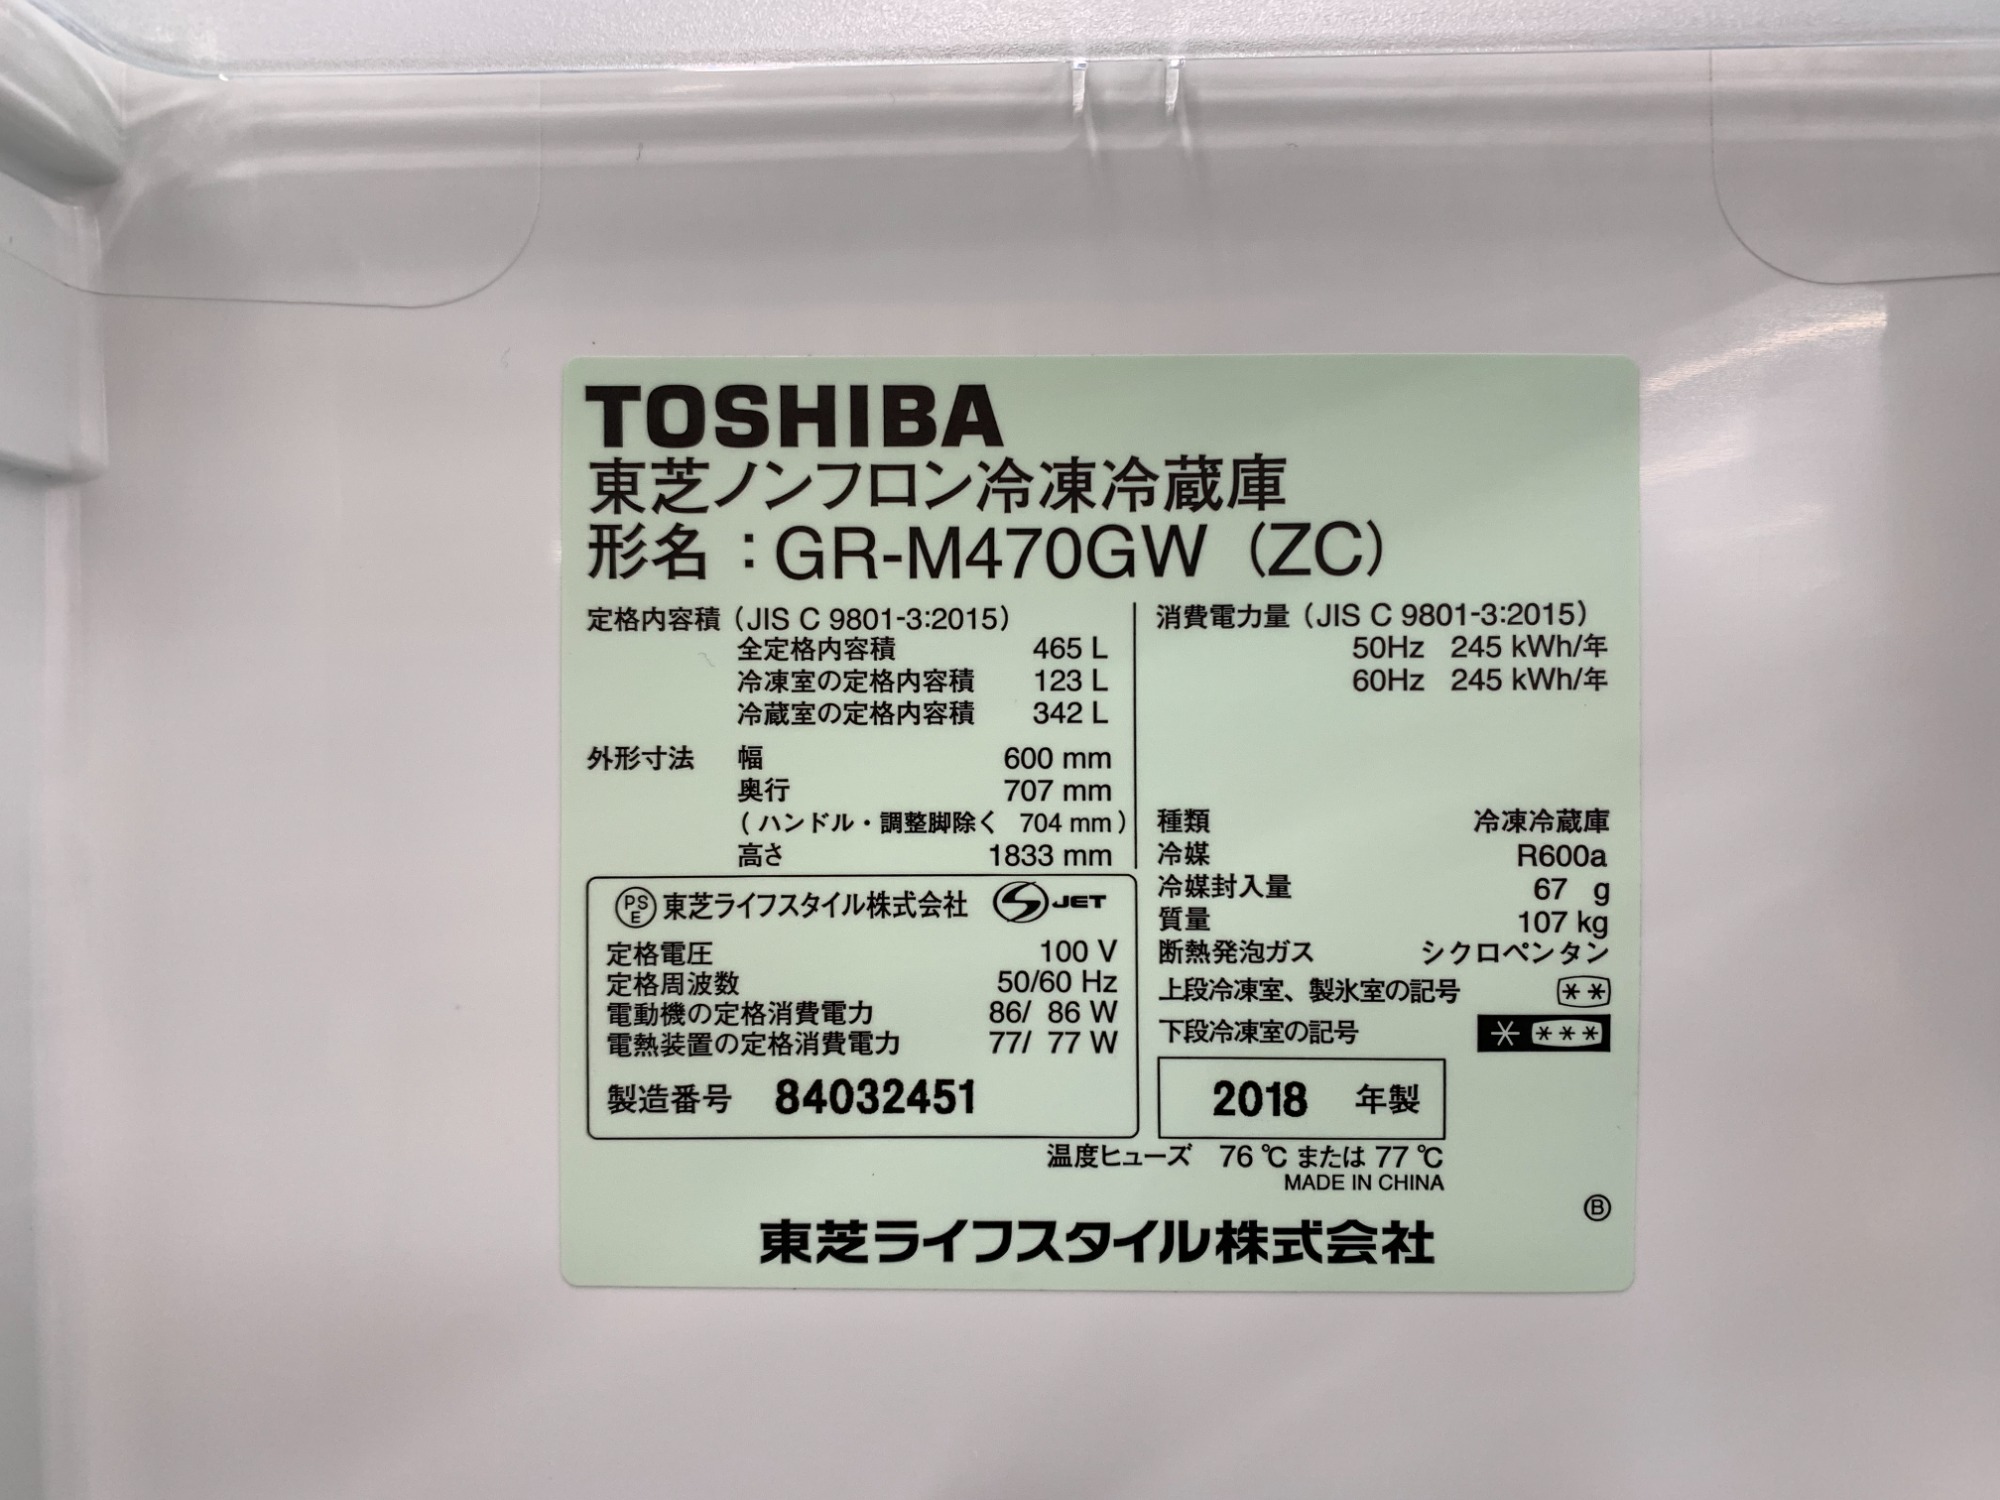 TOSHIBA
東芝ノンフロン冷凍冷蔵庫
形名：GR-M470GW（ZC）
定格内容積（JIS C 9801-3:2015）
全定格内容積 465 L
冷凍室の定格内容積 123 L
冷蔵室の定格内容積 342 L
外形寸法 幅 600 mm
奥行 707 mm
（ハンドル・調整脚除く 704 mm）
高さ 1833 mm
PSE 東芝ライフスタイル株式会社 S JET
定格電圧 100 V
定格周波数 50/60 Hz
電動機の定格消費電力 86/ 86 W
電熱装置の定格消費電力 77/ 77 W
製造番号 84032451
消費電力量（JIS C 9801-3:2015）
50Hz 245 kWh/年
60Hz 245 kWh/年
種類 冷凍冷蔵庫
冷媒 R600a
冷媒封入量 67 g
質量 107 kg
断熱発泡ガス シクロペンタン
上段冷凍室、製氷室の記号 **
下段冷凍室の記号 * ***
2018 年製
温度ヒューズ 76 ℃ または 77 ℃
MADE IN CHINA
Ⓑ
東芝ライフスタイル株式会社